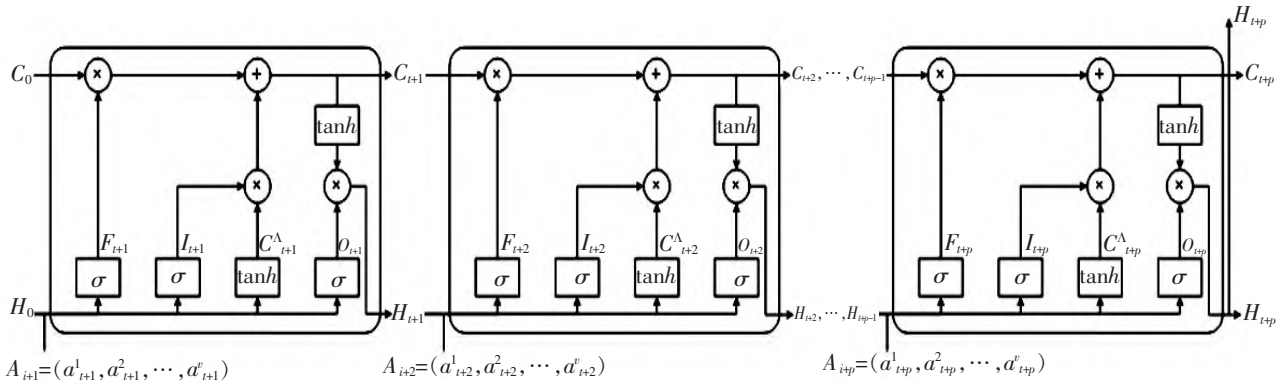 H_{t+p}
C_0 × + C_{t+1} × + C_{t+2}, ⋯, C_{t+p-1} × + C_{t+p}
tanh tanh tanh
× × × × × ×
F_{t+1} I_{t+1} C^Λ_{t+1} O_{t+1} F_{t+2} I_{t+2} C^Λ_{t+2} O_{t+2} F_{t+p} I_{t+p} C^Λ_{t+p} O_{t+p}
σ σ tanh σ σ σ tanh σ σ σ tanh σ
H_0 H_{t+1} H_{t+2}, ⋯, H_{t+p-1} H_{t+p}
A_{i+1}=(a^1_{t+1}, a^2_{t+1}, ⋯, a^v_{t+1}) A_{i+2}=(a^1_{t+2}, a^2_{t+2}, ⋯, a^v_{t+2}) A_{i+p}=(a^1_{t+p}, a^2_{t+p}, ⋯, a^v_{t+p})